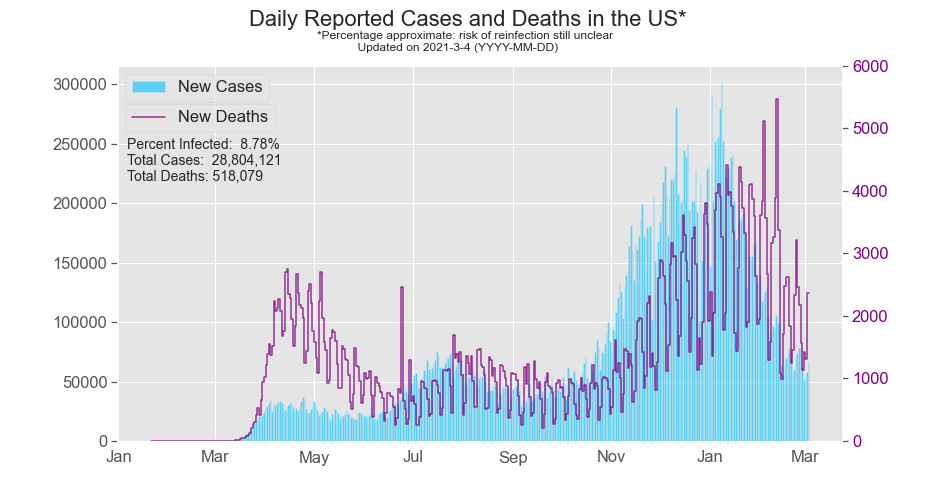 Daily Reported Cases and Deaths in the US*
*Percentage approximate: risk of reinfection still unclear
Updated on 2021-3-4 (YYYY-MM-DD)
New Cases
New Deaths
Percent Infected: 8.78%
Total Cases: 28,804,121
Total Deaths: 518,079
300000
250000
200000
150000
100000
50000
0
6000
5000
4000
3000
2000
1000
0
Jan Mar May Jul Sep Nov Jan Mar